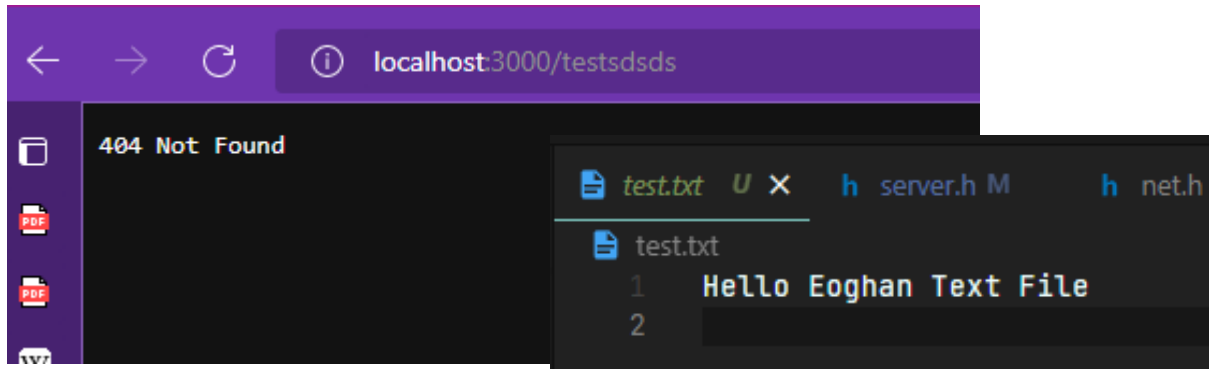 localhost:3000/testsdsds
404 Not Found
PDF
PDF
W
test.txt U h server.h M h net.h
test.txt
1 Hello Eoghan Text File
2